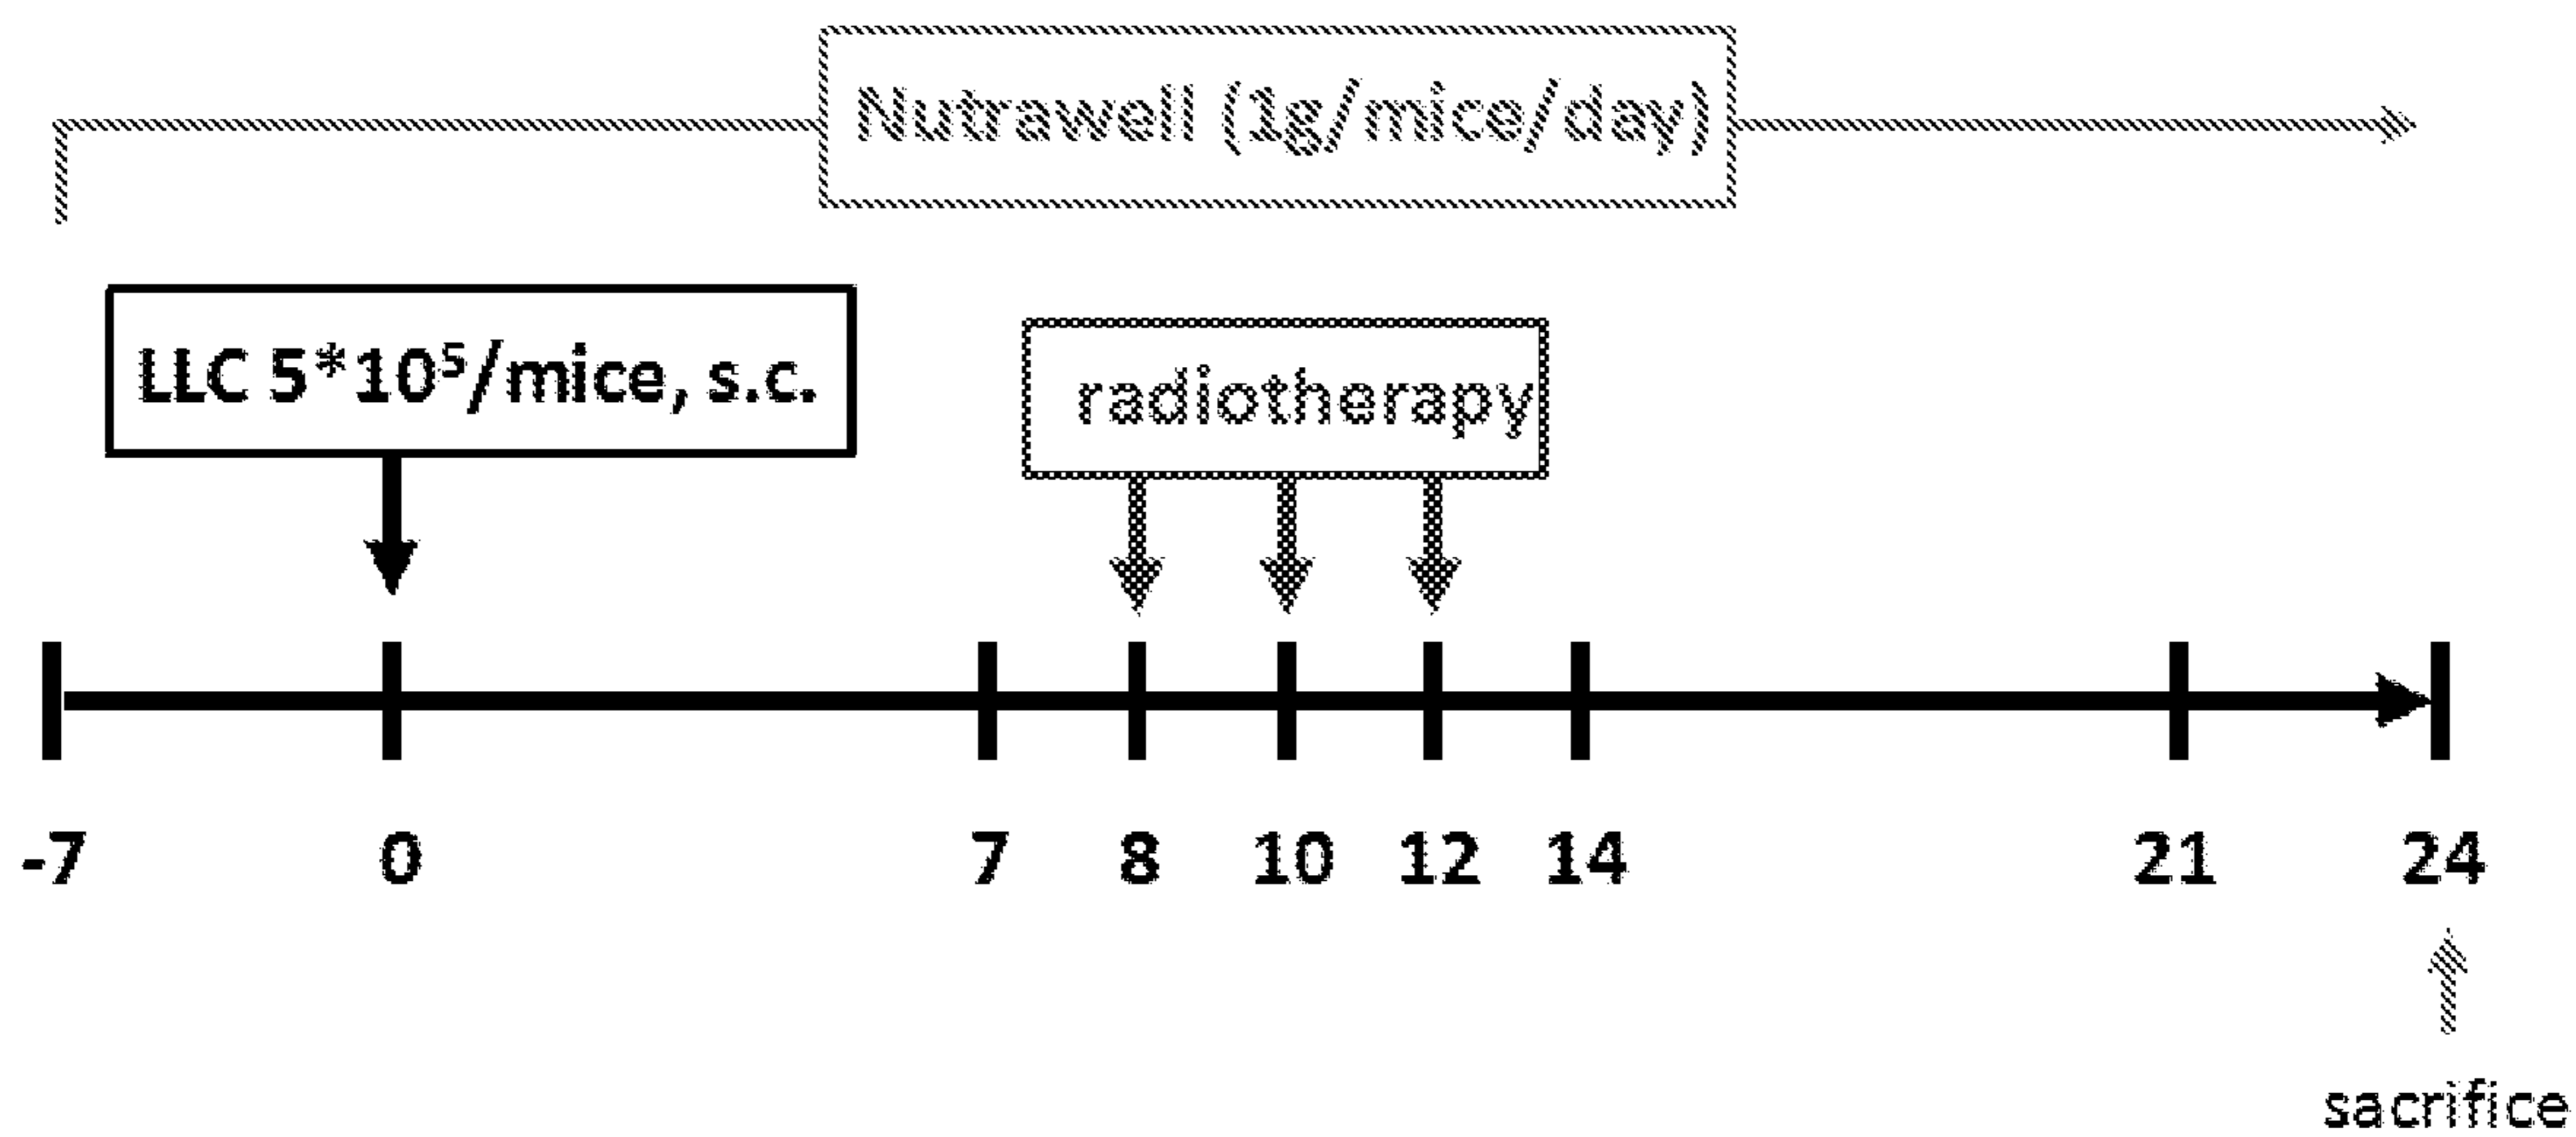 Nutrawell (1g/mice/day)
LLC 5*10⁵/mice, s.c.
radiotherapy
-7 0 7 8 10 12 14 21 24
sacrifice